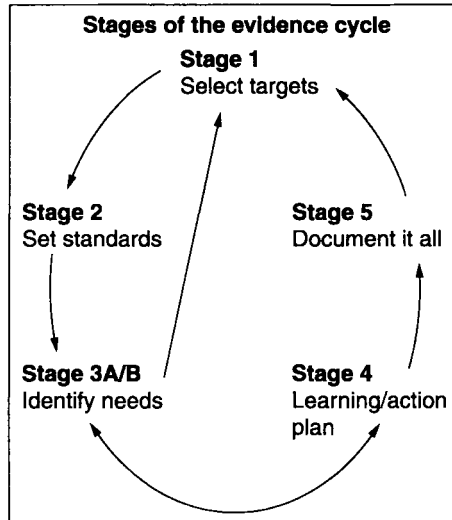 Stages of the evidence cycle
Stage 1
Select targets
Stage 2
Set standards
Stage 5
Document it all
Stage 3A/B
Identify needs
Stage 4
Learning/action
plan